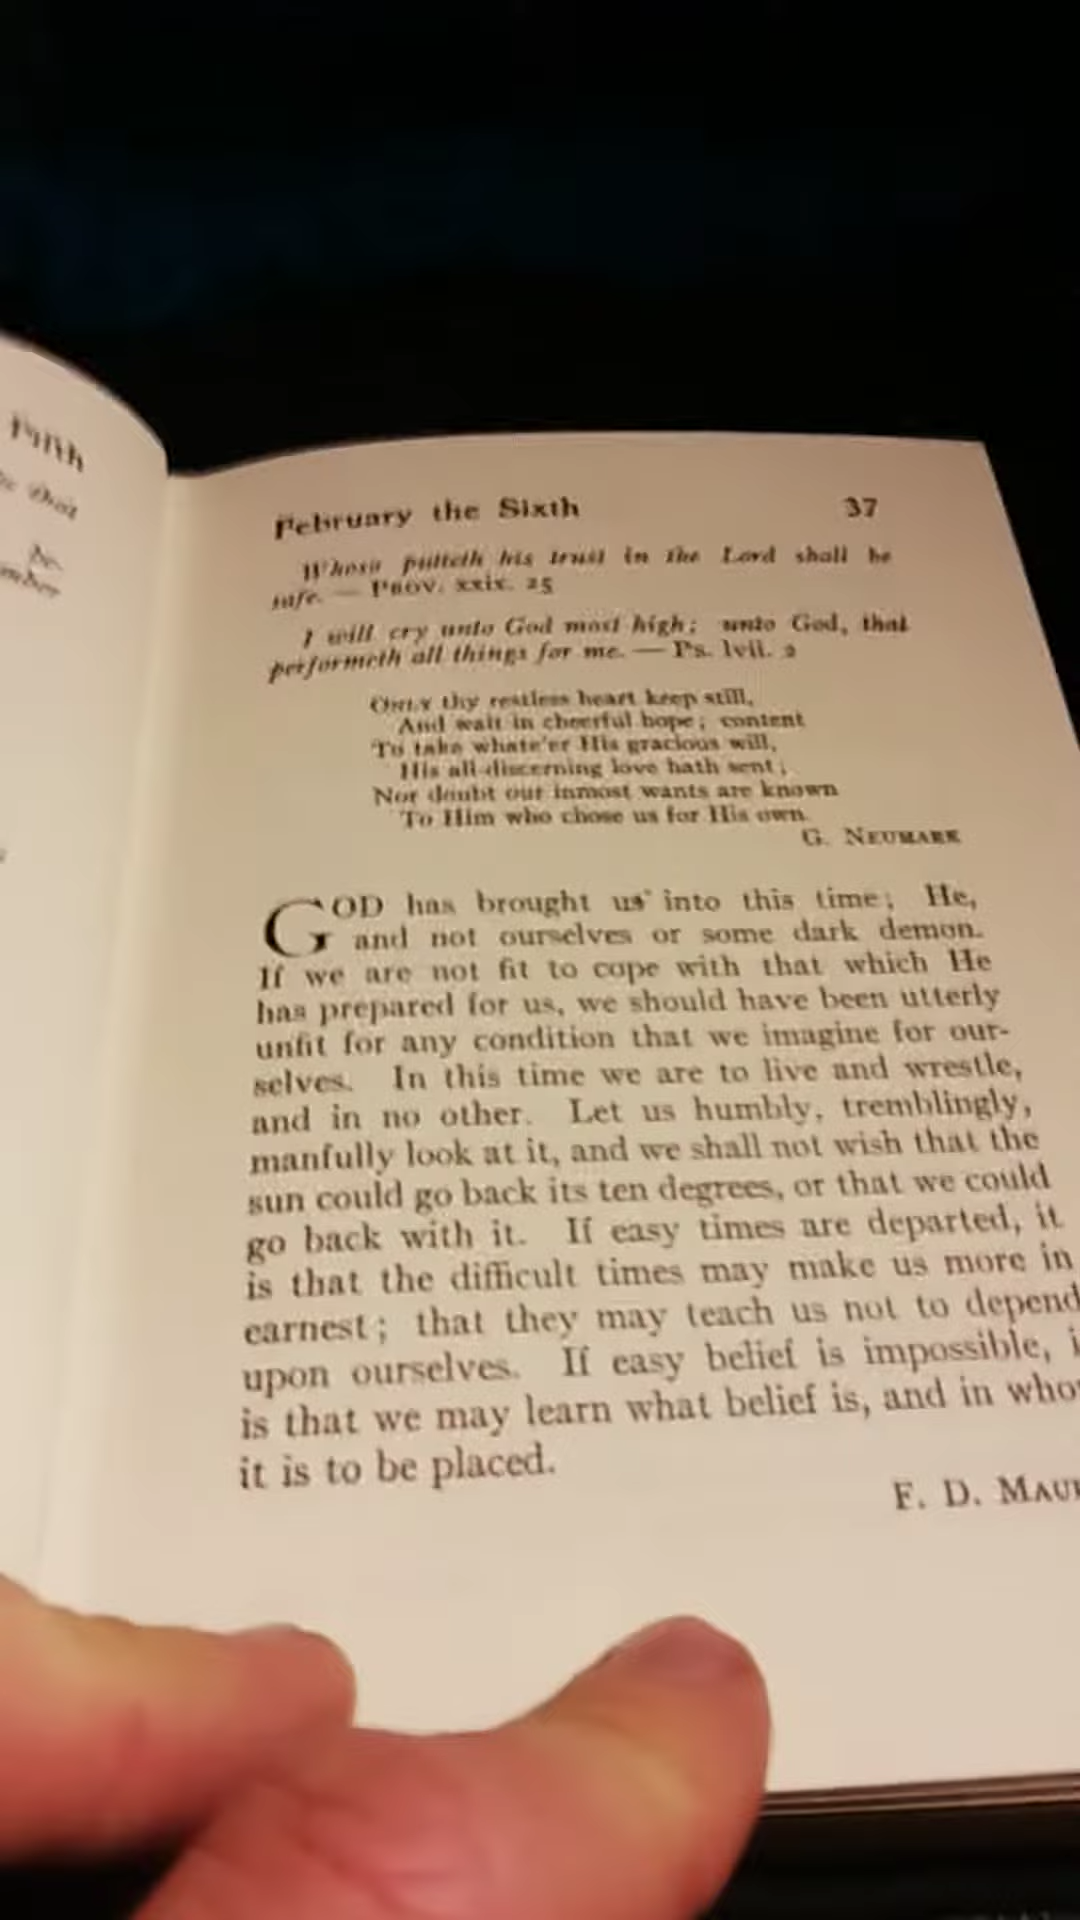 Fifth
February the Sixth 37
Whoso putteth his trust in the Lord shall be
safe. — PROV. xxix. 25
I will cry unto God most high; unto God, that
performeth all things for me. — Ps. lvii. 2
ONLY thy restless heart keep still,
And wait in cheerful hope; content
To take whate'er His gracious will,
His all-discerning love hath sent;
Nor doubt our inmost wants are known
To Him who chose us for His own.
G. NEUMARK
GOD has brought us into this time; He,
and not ourselves or some dark demon.
If we are not fit to cope with that which He
has prepared for us, we should have been utterly
unfit for any condition that we imagine for our-
selves. In this time we are to live and wrestle,
and in no other. Let us humbly, tremblingly,
manfully look at it, and we shall not wish that the
sun could go back its ten degrees, or that we could
go back with it. If easy times are departed, it
is that the difficult times may make us more in
earnest; that they may teach us not to depend
upon ourselves. If easy belief is impossible, i
is that we may learn what belief is, and in who
it is to be placed.
F. D. MAU